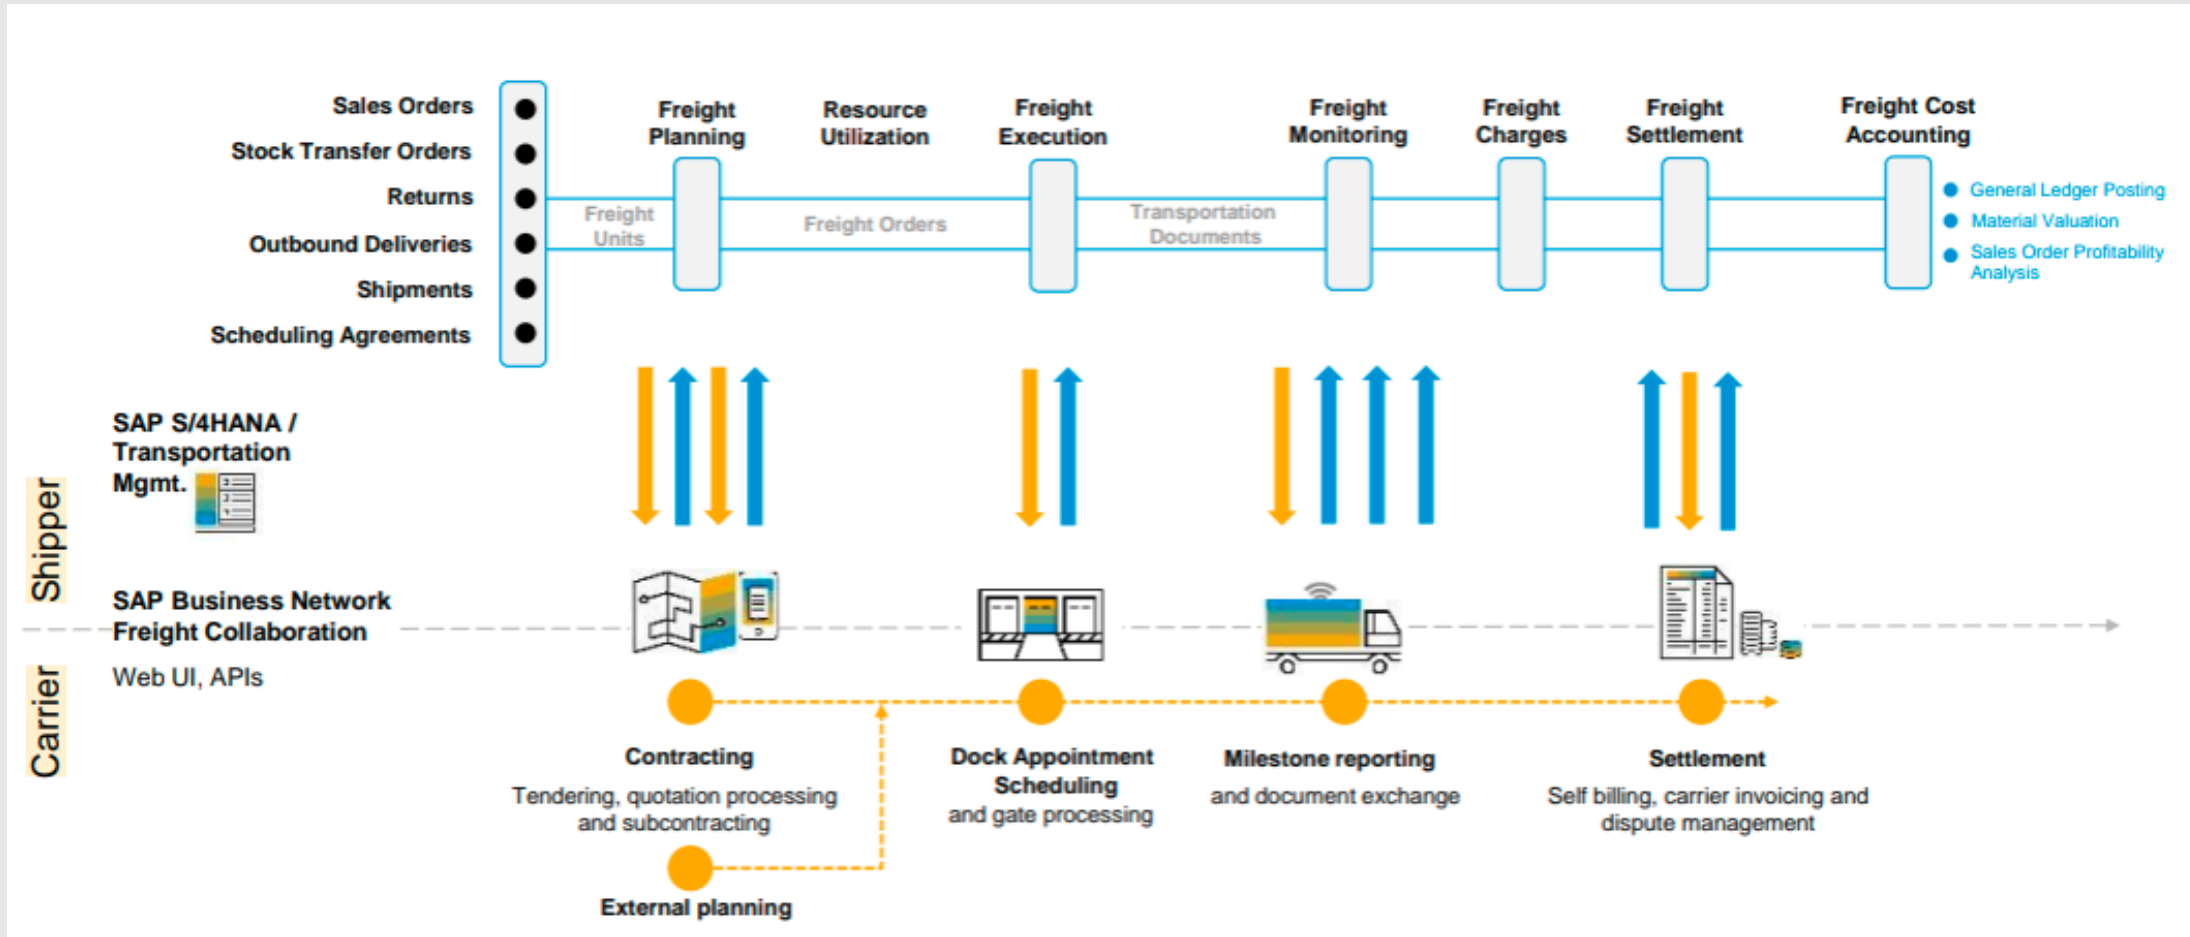 Sales Orders
Stock Transfer Orders
Returns
Outbound Deliveries
Shipments
Scheduling Agreements
Freight
Planning
Resource
Utilization
Freight
Execution
Freight
Monitoring
Freight
Charges
Freight
Settlement
Freight Cost
Accounting
Freight
Units
Freight Orders
Transportation
Documents
General Ledger Posting
Material Valuation
Sales Order Profitability
Analysis
SAP S/4HANA /
Transportation
Mgmt.
Shipper
SAP Business Network
Freight Collaboration
Carrier
Web UI, APIs
Contracting
Tendering, quotation processing
and subcontracting
External planning
Dock Appointment
Scheduling
and gate processing
Milestone reporting
and document exchange
Settlement
Self billing, carrier invoicing and
dispute management